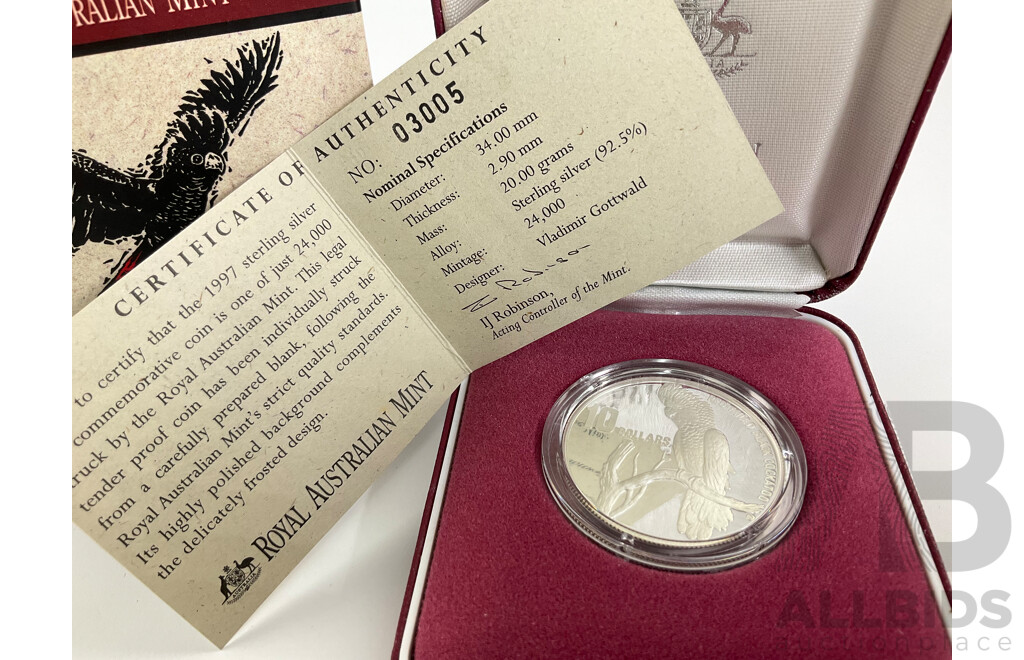 RALIAN MINT
CERTIFICATE OF
to certify that the 1997 sterling silver
commemorative coin is one of just 24,000
truck by the Royal Australian Mint. This legal
tender proof coin has been individually struck
from a carefully prepared blank, following the
Royal Australian Mint's strict quality standards.
Its highly polished background complements
the delicately frosted design.
AUSTRALIA
ROYAL AUSTRALIAN MINT
AUTHENTICITY
NO: 03005
Nominal Specifications
Diameter: 34.00 mm
Thickness: 2.90 mm
Mass: 20.00 grams
Alloy: Sterling silver (92.5%)
Mintage: 24,000
Designer: Vladimir Gottwald
IJ Robinson,
Acting Controller of the Mint.
DOLLARS
B
ALLBIDS